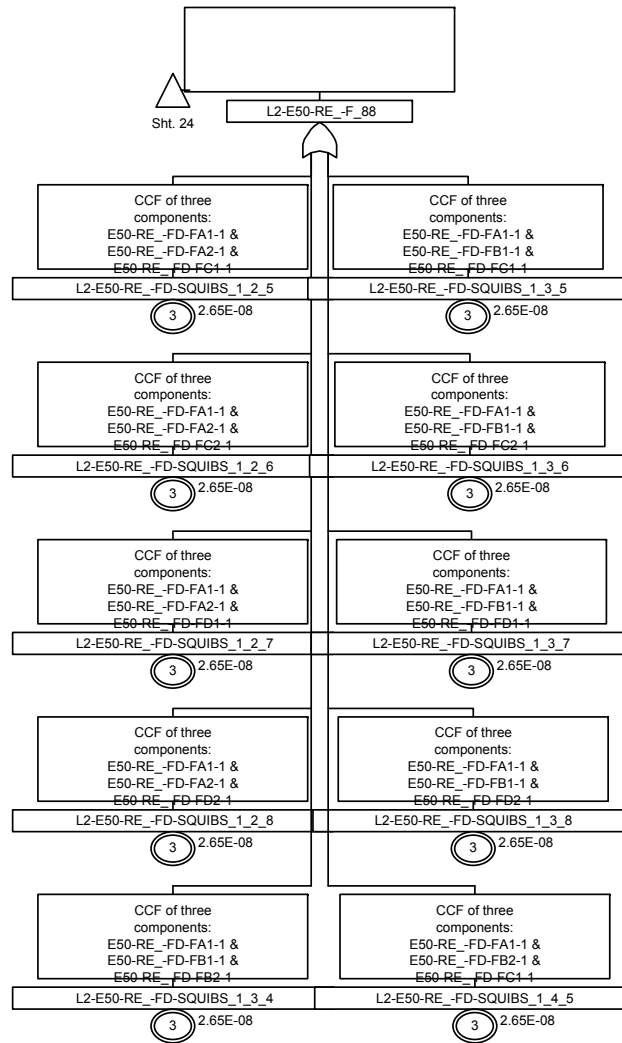 Sht. 24
L2-E50-RE_-F_88
CCF of three
components:
E50-RE_-FD-FA1-1 &
E50-RE_-FD-FA2-1 &
E50-RE_-FD-FC1-1
L2-E50-RE_-FD-SQUIBS_1_2_5
3
2.65E-08
CCF of three
components:
E50-RE_-FD-FA1-1 &
E50-RE_-FD-FB1-1 &
E50-RE_-FD-FC1-1
L2-E50-RE_-FD-SQUIBS_1_3_5
3
2.65E-08
CCF of three
components:
E50-RE_-FD-FA1-1 &
E50-RE_-FD-FA2-1 &
E50-RE_-FD-FC2-1
L2-E50-RE_-FD-SQUIBS_1_2_6
3
2.65E-08
CCF of three
components:
E50-RE_-FD-FA1-1 &
E50-RE_-FD-FB1-1 &
E50-RE_-FD-FC2-1
L2-E50-RE_-FD-SQUIBS_1_3_6
3
2.65E-08
CCF of three
components:
E50-RE_-FD-FA1-1 &
E50-RE_-FD-FA2-1 &
E50-RE_-FD-FD1-1
L2-E50-RE_-FD-SQUIBS_1_2_7
3
2.65E-08
CCF of three
components:
E50-RE_-FD-FA1-1 &
E50-RE_-FD-FB1-1 &
E50-RE_-FD-FD1-1
L2-E50-RE_-FD-SQUIBS_1_3_7
3
2.65E-08
CCF of three
components:
E50-RE_-FD-FA1-1 &
E50-RE_-FD-FA2-1 &
E50-RE_-FD-FD2-1
L2-E50-RE_-FD-SQUIBS_1_2_8
3
2.65E-08
CCF of three
components:
E50-RE_-FD-FA1-1 &
E50-RE_-FD-FB1-1 &
E50-RE_-FD-FD2-1
L2-E50-RE_-FD-SQUIBS_1_3_8
3
2.65E-08
CCF of three
components:
E50-RE_-FD-FA1-1 &
E50-RE_-FD-FB1-1 &
E50-RE_-FD-FB2-1
L2-E50-RE_-FD-SQUIBS_1_3_4
3
2.65E-08
CCF of three
components:
E50-RE_-FD-FA1-1 &
E50-RE_-FD-FB2-1 &
E50-RE_-FD-FC1-1
L2-E50-RE_-FD-SQUIBS_1_4_5
3
2.65E-08